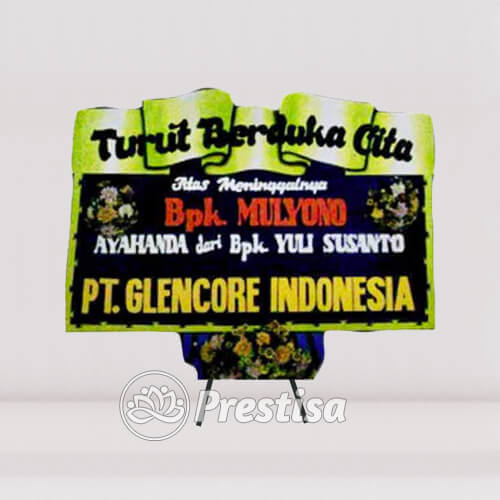 Turut Berduka Cita
Atas Meninggalnya
Bpk. MULYONO
AYAHANDA dari Bpk. YULI SUSANTO
PT. GLENCORE INDONESIA
Prestisa